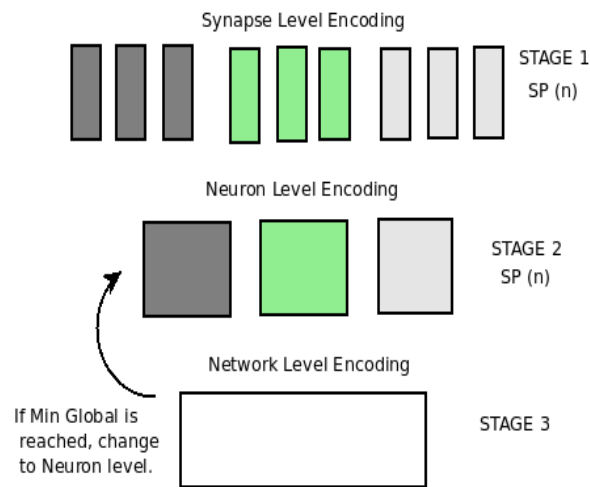 Synapse Level Encoding
STAGE 1
SP (n)
Neuron Level Encoding
STAGE 2
SP (n)
Network Level Encoding
If Min Global is
reached, change
to Neuron level.
STAGE 3